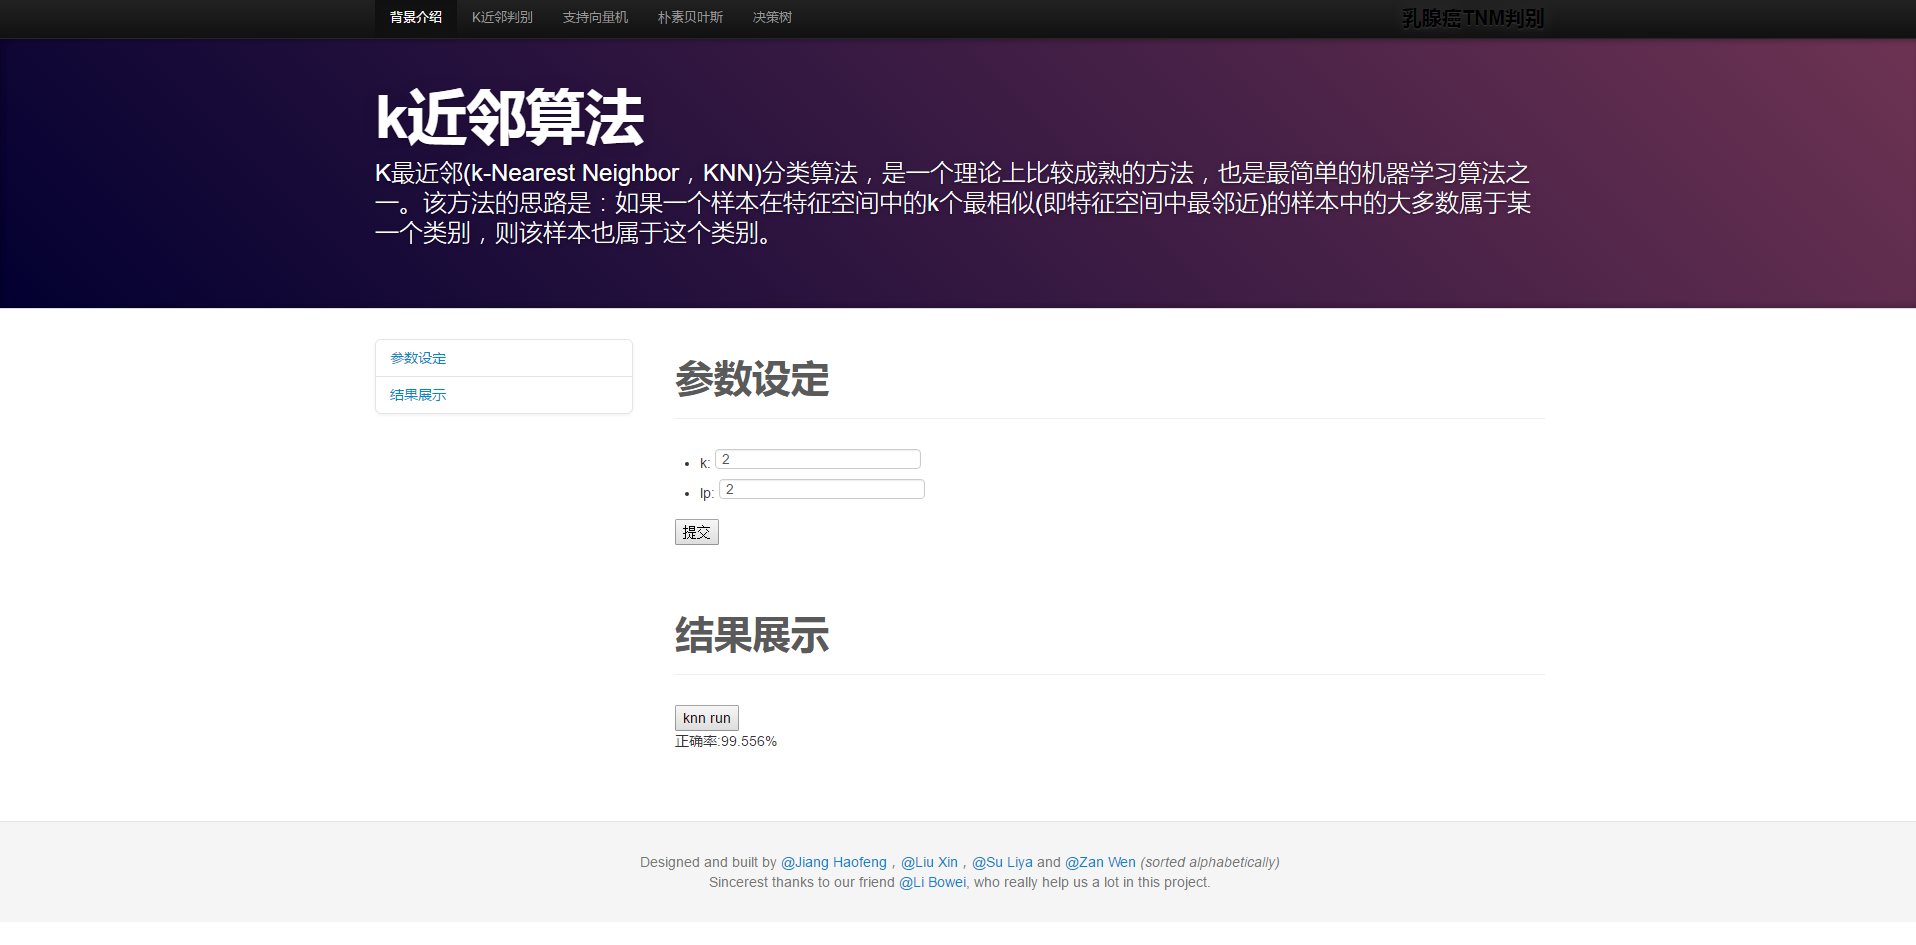 背景介绍 K近邻判别 支持向量机 朴素贝叶斯 决策树 乳腺癌TNM判别
k近邻算法
K最近邻(k-Nearest Neighbor，KNN)分类算法，是一个理论上比较成熟的方法，也是最简单的机器学习算法之
一。该方法的思路是：如果一个样本在特征空间中的k个最相似(即特征空间中最邻近)的样本中的大多数属于某
一个类别，则该样本也属于这个类别。
参数设定
结果展示
参数设定
k: 2
lp: 2
提交
结果展示
knn run
正确率:99.556%
Designed and built by @Jiang Haofeng，@Liu Xin，@Su Liya and @Zan Wen (sorted alphabetically)
Sincerest thanks to our friend @Li Bowei, who really help us a lot in this project.